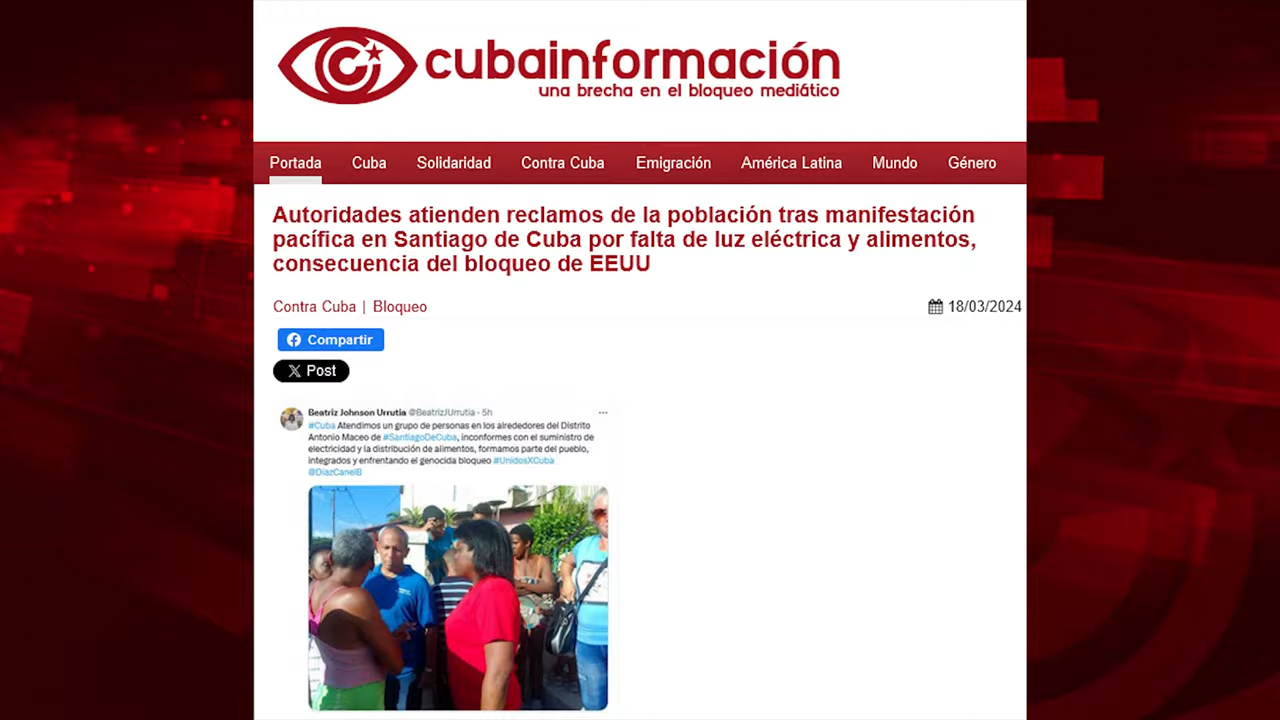 cubainformación
una brecha en el bloqueo mediático
Portada Cuba Solidaridad Contra Cuba Emigración América Latina Mundo Género
Autoridades atienden reclamos de la población tras manifestación
pacífica en Santiago de Cuba por falta de luz eléctrica y alimentos,
consecuencia del bloqueo de EEUU
Contra Cuba | Bloqueo 18/03/2024
Compartir
Post
Beatriz Johnson Urrutia @BeatrizJUrrutia · 5h ...
#Cuba Atendimos un grupo de personas en los alrededores del Distrito
Antonio Maceo de #SantiagoDeCuba, inconformes con el suministro de
electricidad y la distribución de alimentos, formamos parte del pueblo,
integrados y enfrentando el genocida bloqueo #UnidosXCuba
@DiazCanelB